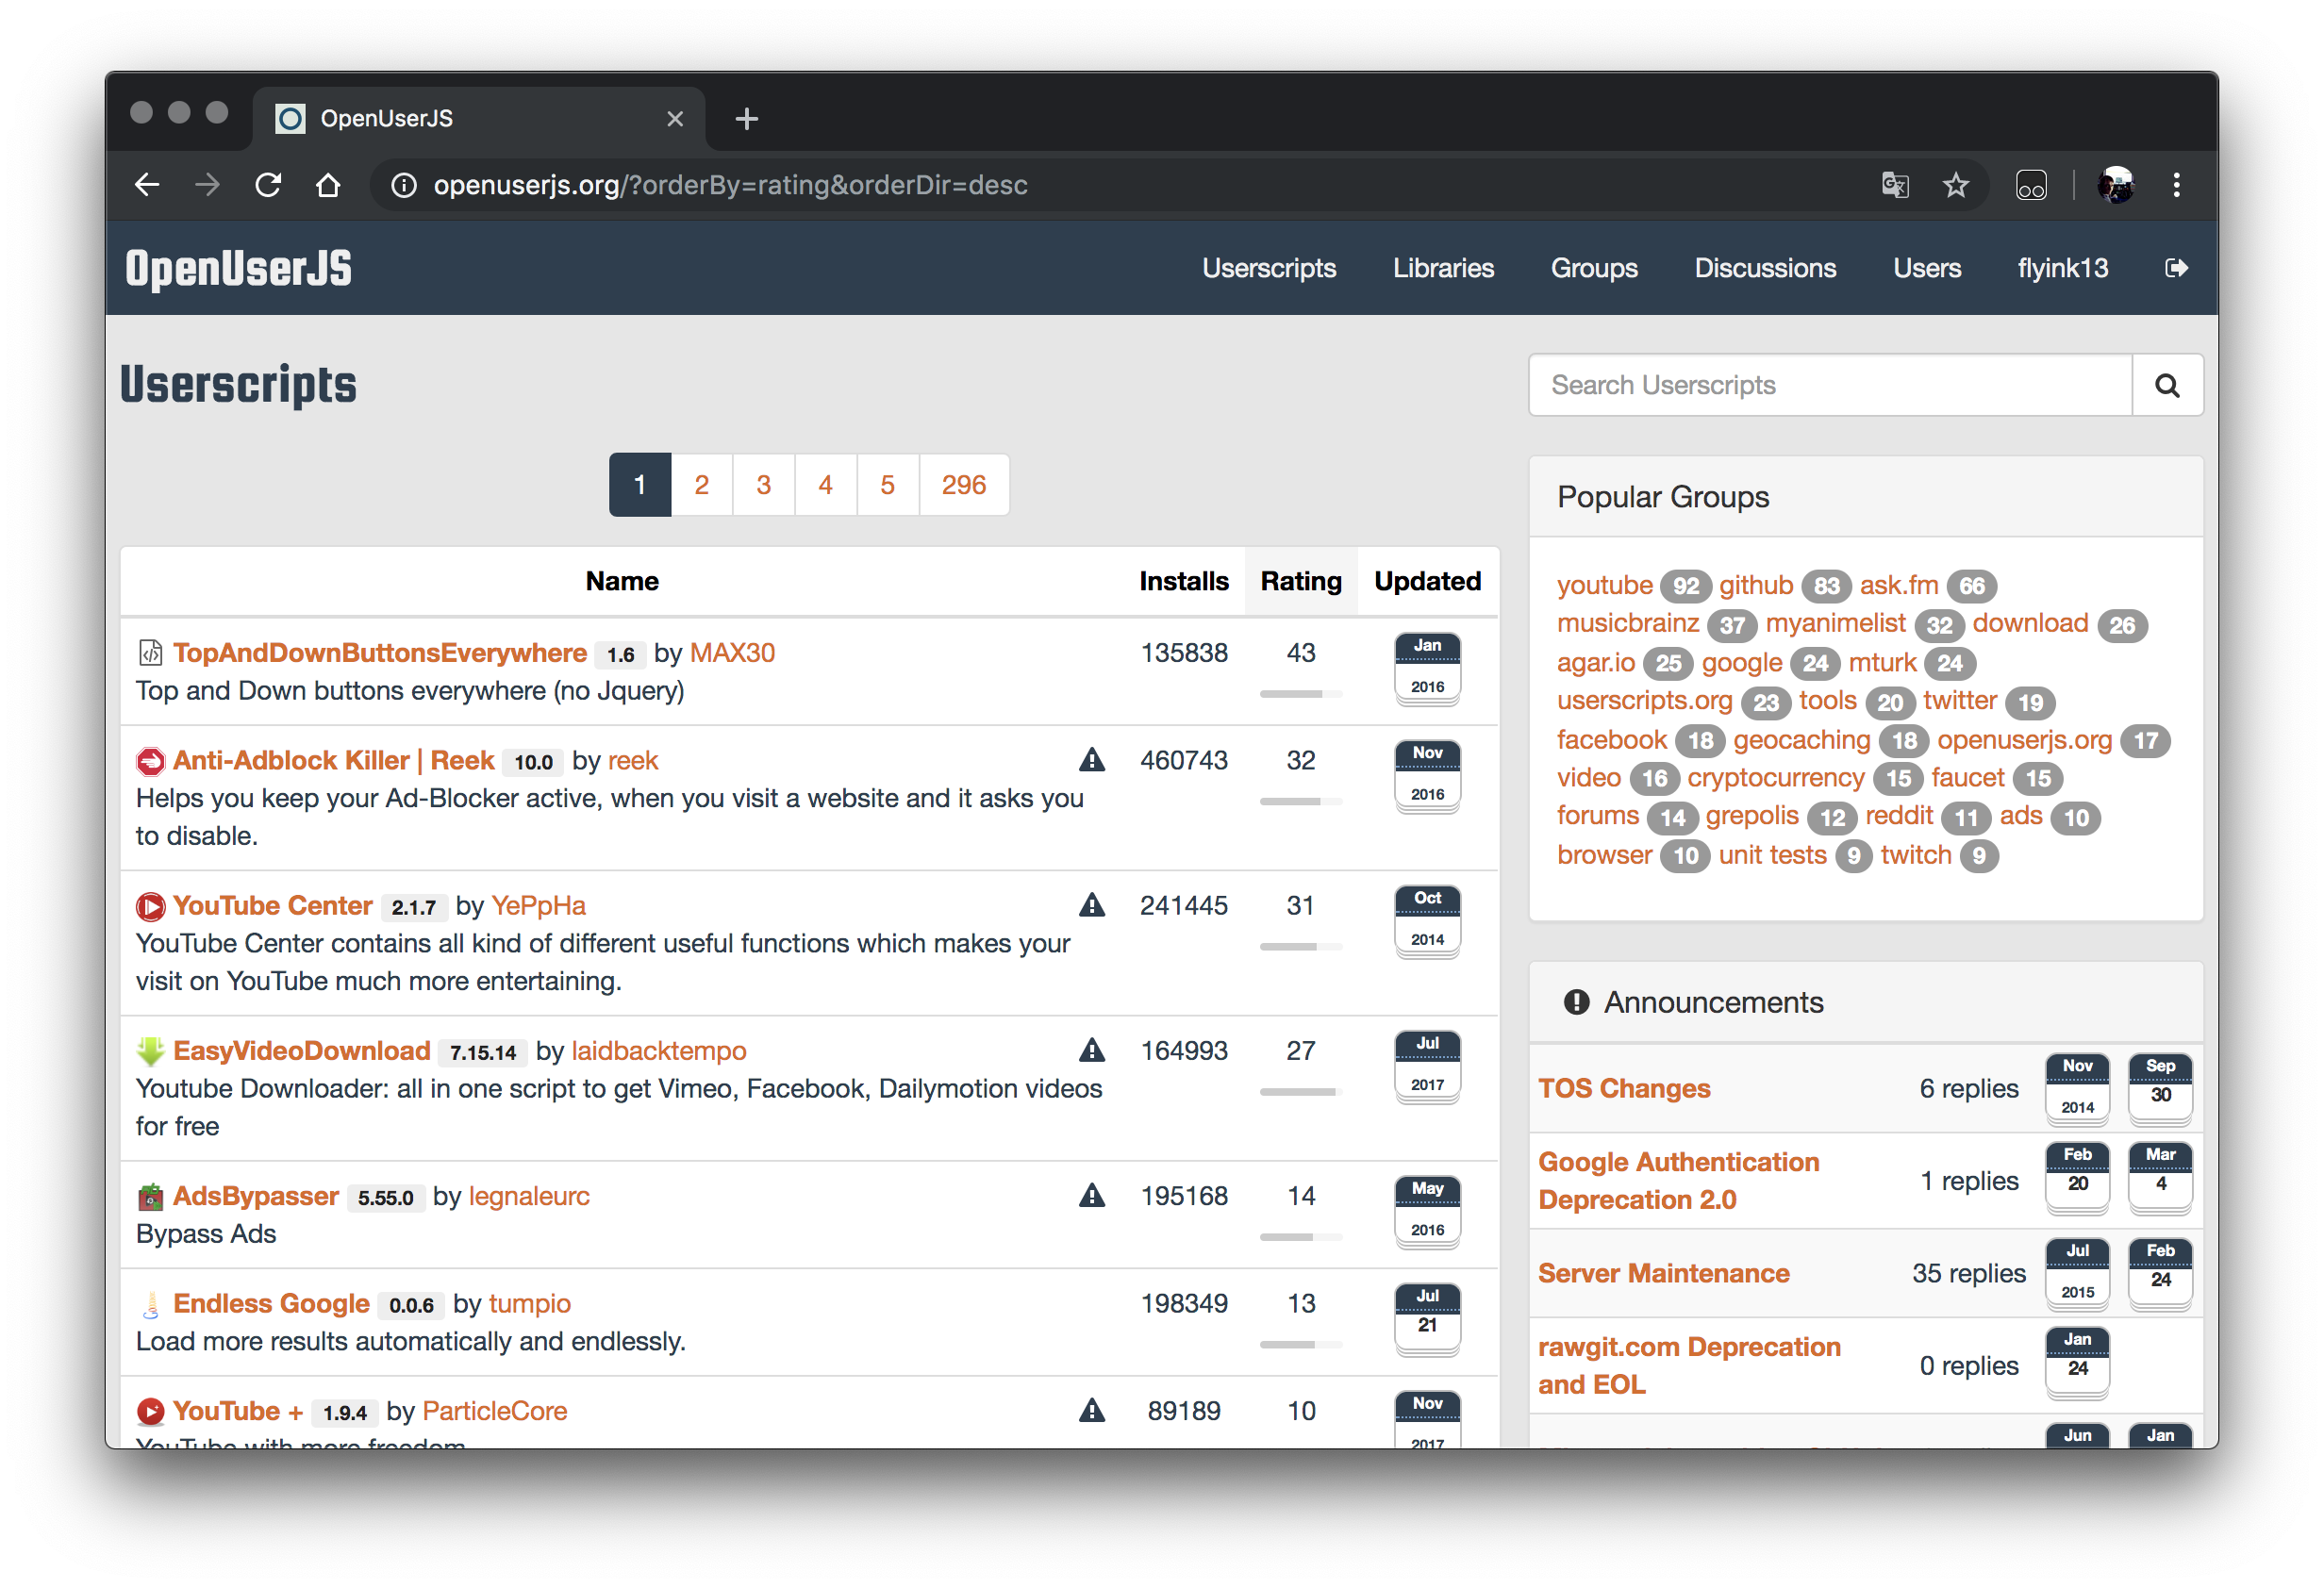 OpenUserJS
openuserjs.org/?orderBy=rating&orderDir=desc
OpenUserJS
Userscripts Libraries Groups Discussions Users flyink13
Userscripts
1 2 3 4 5 296
Name Installs Rating Updated
TopAndDownButtonsEverywhere 1.6 by MAX30 135838 43 Jan 2016
Top and Down buttons everywhere (no Jquery)
Anti-Adblock Killer | Reek 10.0 by reek 460743 32 Nov 2016
Helps you keep your Ad-Blocker active, when you visit a website and it asks you
to disable.
YouTube Center 2.1.7 by YePpHa 241445 31 Oct 2014
YouTube Center contains all kind of different useful functions which makes your
visit on YouTube much more entertaining.
EasyVideoDownload 7.15.14 by laidbacktempo 164993 27 Jul 2017
Youtube Downloader: all in one script to get Vimeo, Facebook, Dailymotion videos
for free
AdsBypasser 5.55.0 by legnaleurc 195168 14 May 2016
Bypass Ads
Endless Google 0.0.6 by tumpio 198349 13 Jul 21
Load more results automatically and endlessly.
YouTube + 1.9.4 by ParticleCore 89189 10 Nov 2017
YouTube with more freedom
Search Userscripts
Popular Groups
youtube 92 github 83 ask.fm 66
musicbrainz 37 myanimelist 32 download 26
agar.io 25 google 24 mturk 24
userscripts.org 23 tools 20 twitter 19
facebook 18 geocaching 18 openuserjs.org 17
video 16 cryptocurrency 15 faucet 15
forums 14 grepolis 12 reddit 11 ads 10
browser 10 unit tests 9 twitch 9
Announcements
TOS Changes 6 replies Nov 2014 Sep 30
Google Authentication
Deprecation 2.0 1 replies Feb 20 Mar 4
Server Maintenance 35 replies Jul 2015 Feb 24
rawgit.com Deprecation
and EOL 0 replies Jan 24
Jun Jan